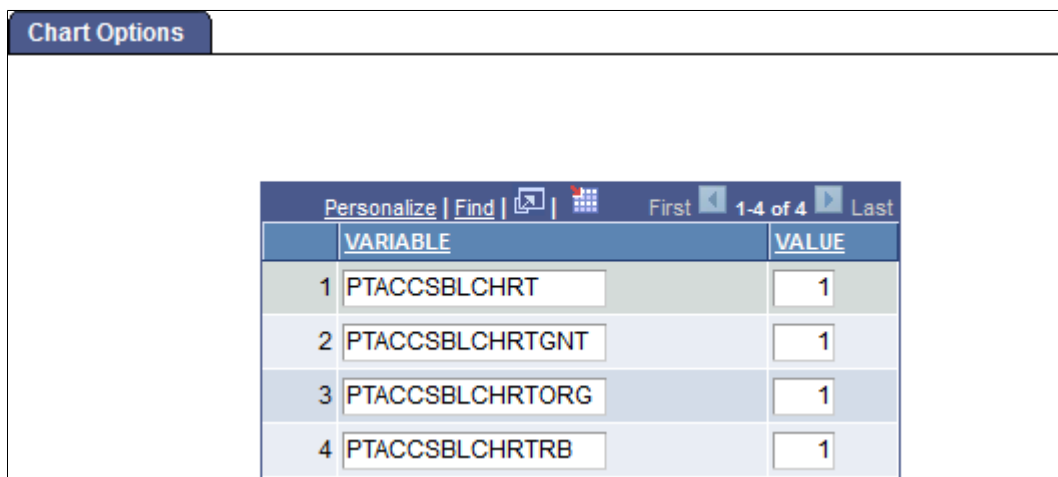 Chart Options
Personalize | Find | | First 1-4 of 4 Last
VARIABLE VALUE
1 PTACCSBLCHRT 1
2 PTACCSBLCHRTGNT 1
3 PTACCSBLCHRTORG 1
4 PTACCSBLCHRTRB 1